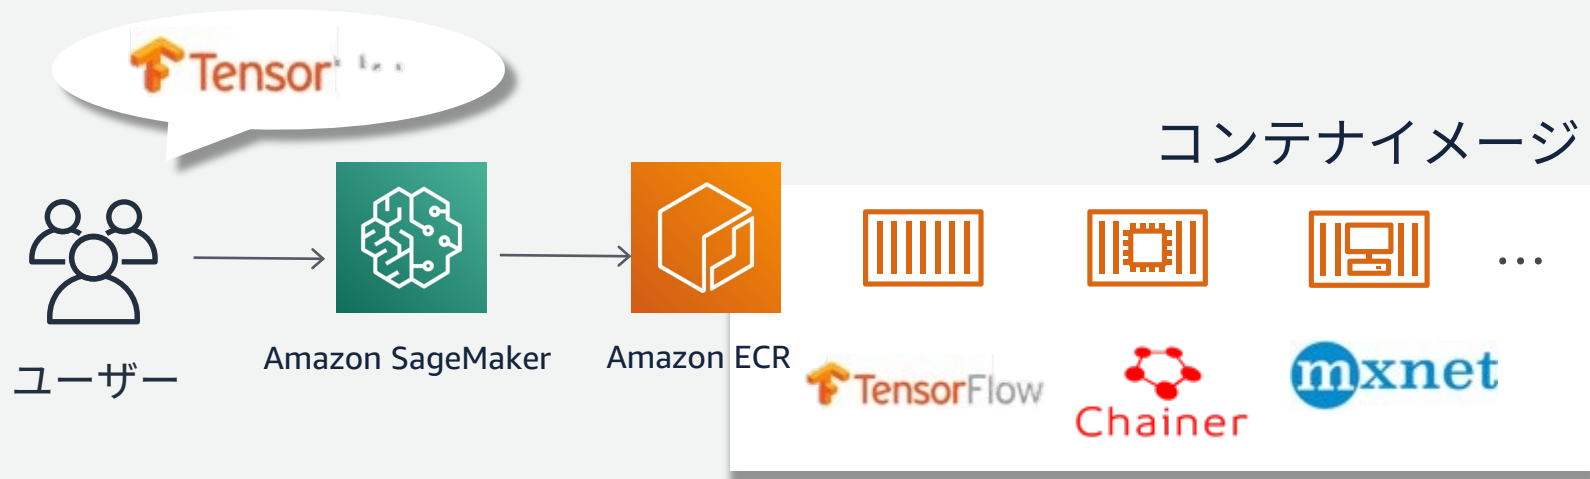 Tensor
コンテナイメージ
ユーザー
Amazon SageMaker
Amazon ECR
TensorFlow
Chainer
mxnet
...